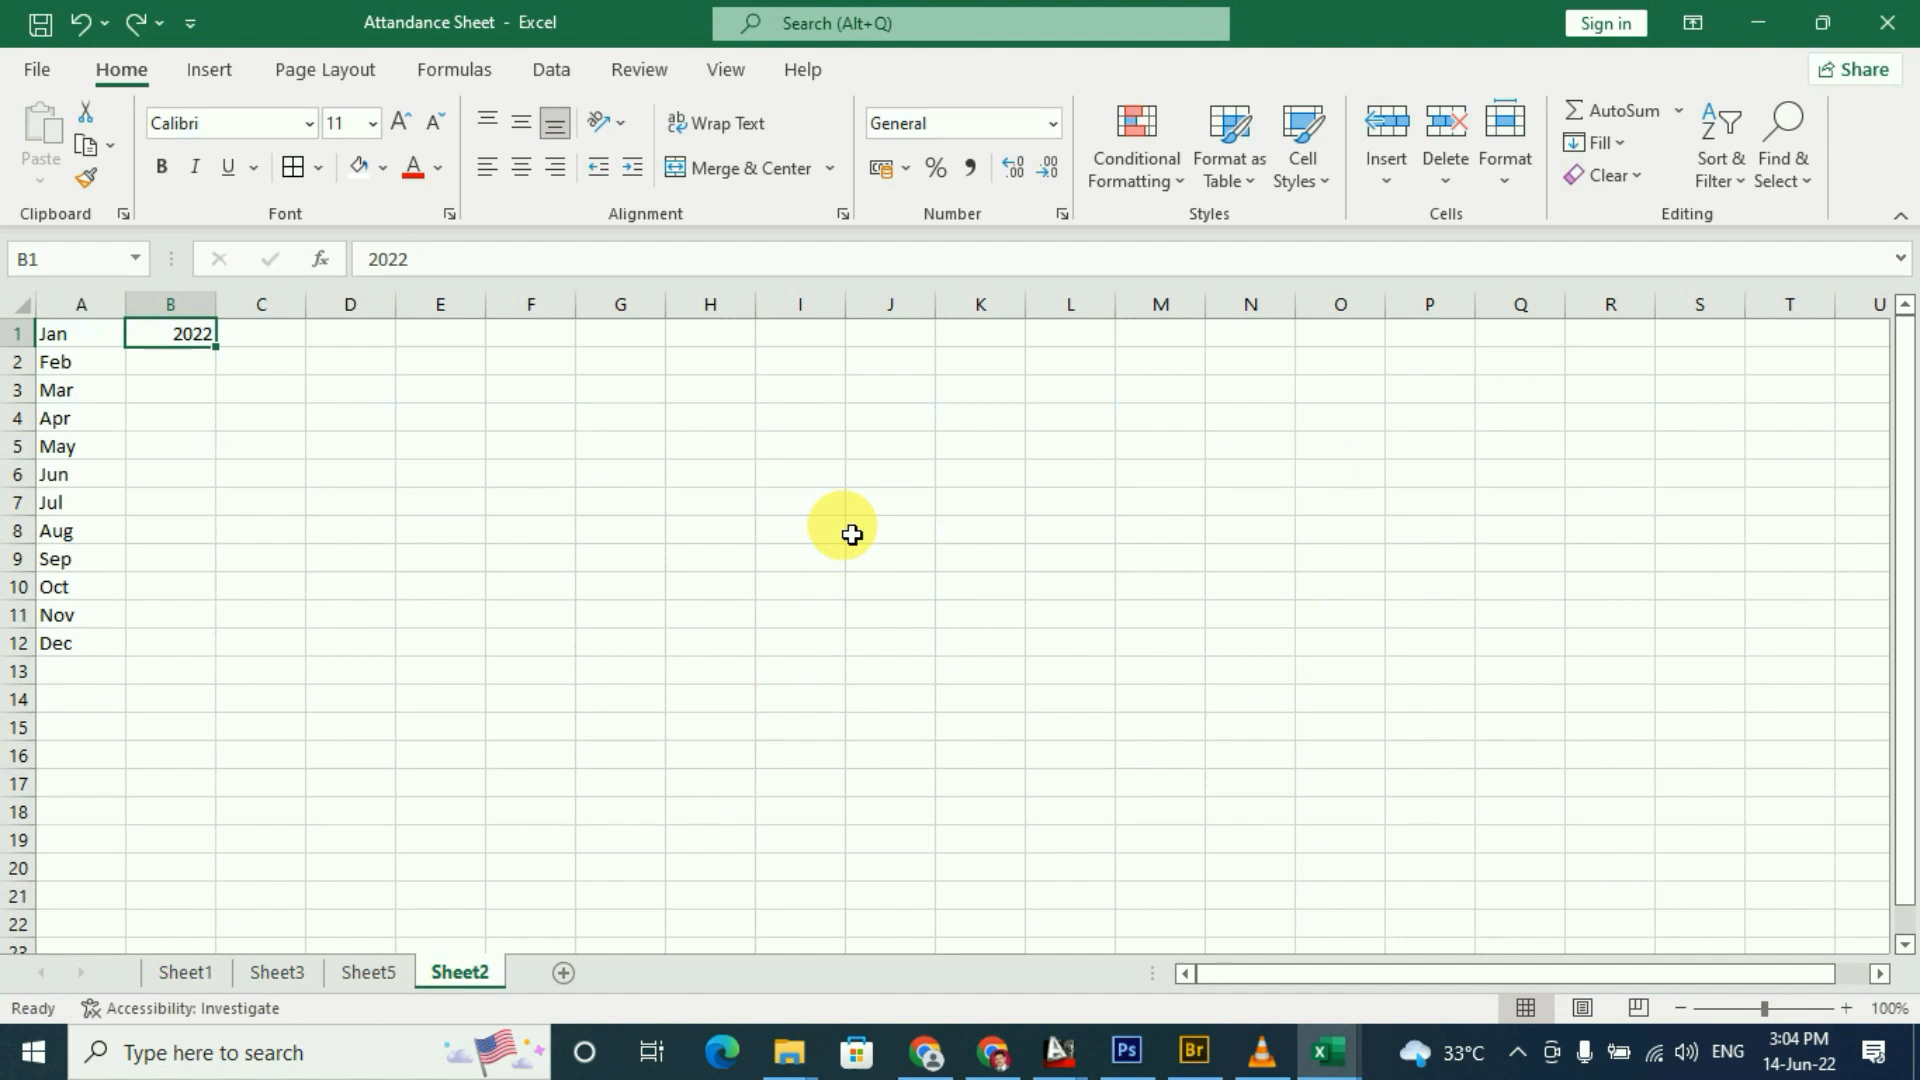 Attandance Sheet - Excel
Search (Alt+Q)
Sign in
File Home Insert Page Layout Formulas Data Review View Help
Share
Paste
Clipboard
Calibri 11
B I U A
Font
ab Wrap Text
Merge & Center
Alignment
General
%
Number
Conditional Formatting
Format as Table
Cell Styles
Styles
Insert Delete Format
Cells
AutoSum
Fill
Clear
Sort & Filter
Find & Select
Editing
B1 fx 2022
A B C D E F G H I J K L M N O P Q R S T U
1 Jan 2022
2 Feb
3 Mar
4 Apr
5 May
6 Jun
7 Jul
8 Aug
9 Sep
10 Oct
11 Nov
12 Dec
13
14
15
16
17
18
19
20
21
22
23
Sheet1 Sheet3 Sheet5 Sheet2
Ready Accessibility: Investigate
100%
Type here to search
Ps Br
33°C
ENG
3:04 PM
14-Jun-22